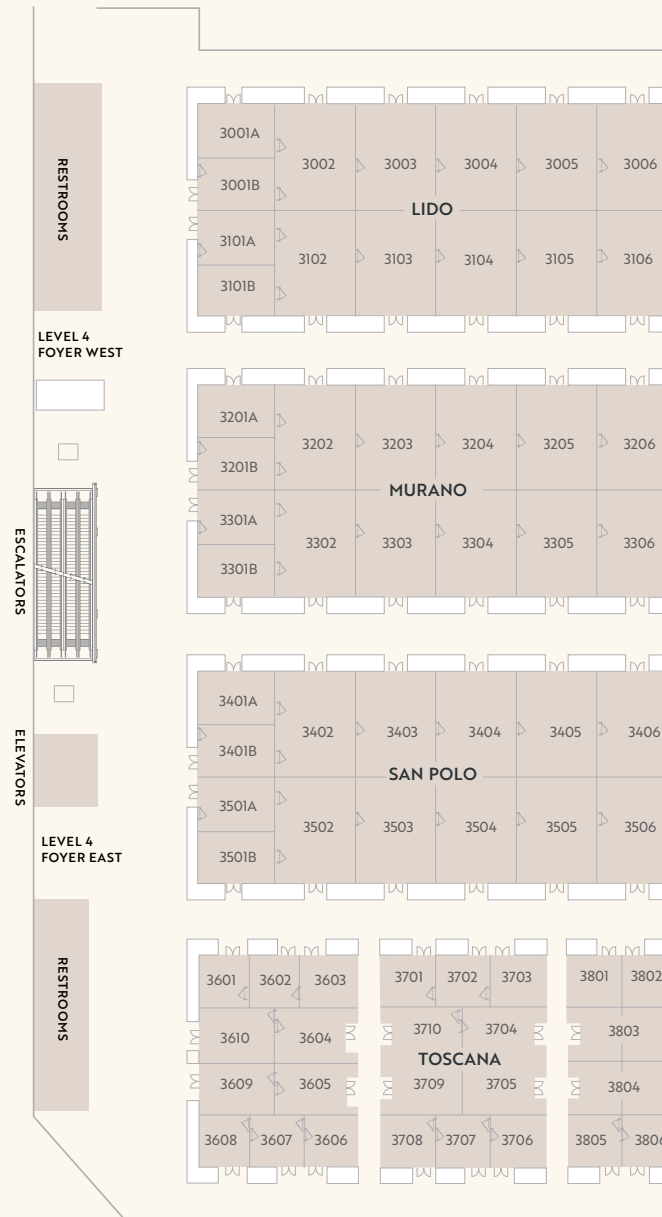 RESTROOMS
LEVEL 4
FOYER WEST
ESCALATORS
ELEVATORS
LEVEL 4
FOYER EAST
RESTROOMS
3001A
3001B
3002 3003 3004 3005 3006
LIDO
3101A
3101B
3102 3103 3104 3105 3106
3201A
3201B
3202 3203 3204 3205 3206
MURANO
3301A
3301B
3302 3303 3304 3305 3306
3401A
3401B
3402 3403 3404 3405 3406
SAN POLO
3501A
3501B
3502 3503 3504 3505 3506
3601 3602 3603 3701 3702 3703 3801 3802
3610 3604 3710 3704 3803
TOSCANA
3609 3605 3709 3705 3804
3608 3607 3606 3708 3707 3706 3805 3806